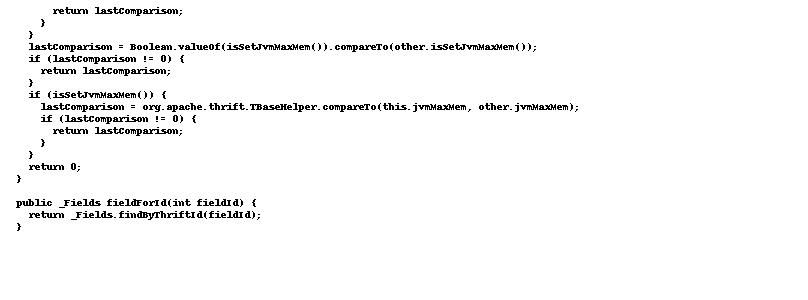 return lastComparison;
    }
  }
  lastComparison = Boolean.valueOf(isSetJvmMaxMem()).compareTo(other.isSetJvmMaxMem());
  if (lastComparison != 0) {
    return lastComparison;
  }
  if (isSetJvmMaxMem()) {
    lastComparison = org.apache.thrift.TBaseHelper.compareTo(this.jvmMaxMem, other.jvmMaxMem);
    if (lastComparison != 0) {
      return lastComparison;
    }
  }
  return 0;
}

public _Fields fieldForId(int fieldId) {
  return _Fields.findByThriftId(fieldId);
}